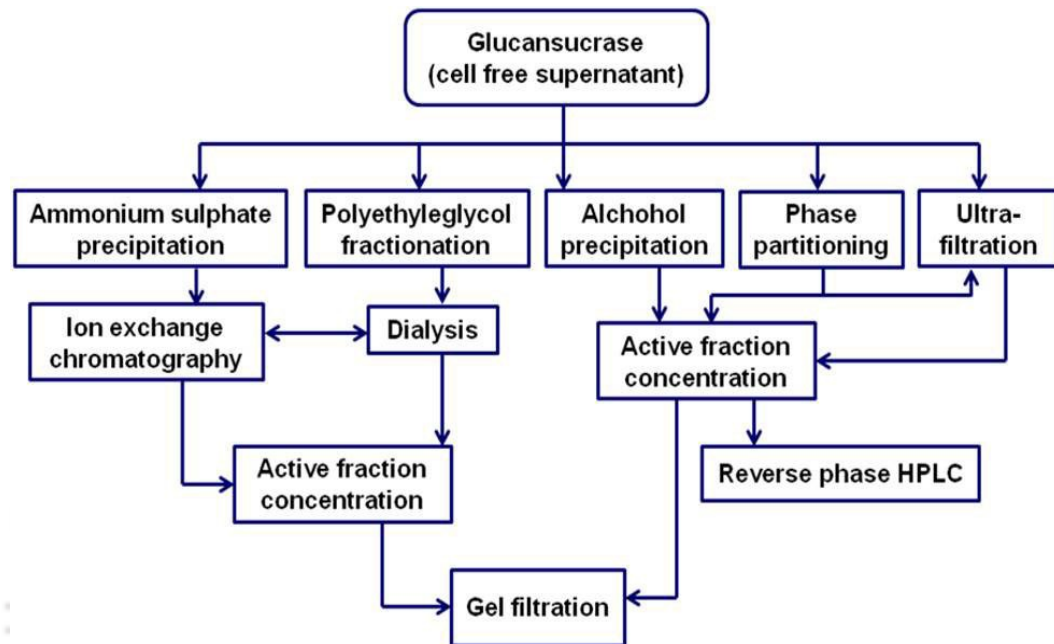 Glucansucrase
(cell free supernatant)
Ammonium sulphate
precipitation
Polyethyleglycol
fractionation
Alchohol
precipitation
Phase
partitioning
Ultra-
filtration
Ion exchange
chromatography
Dialysis
Active fraction
concentration
Active fraction
concentration
Reverse phase HPLC
Gel filtration